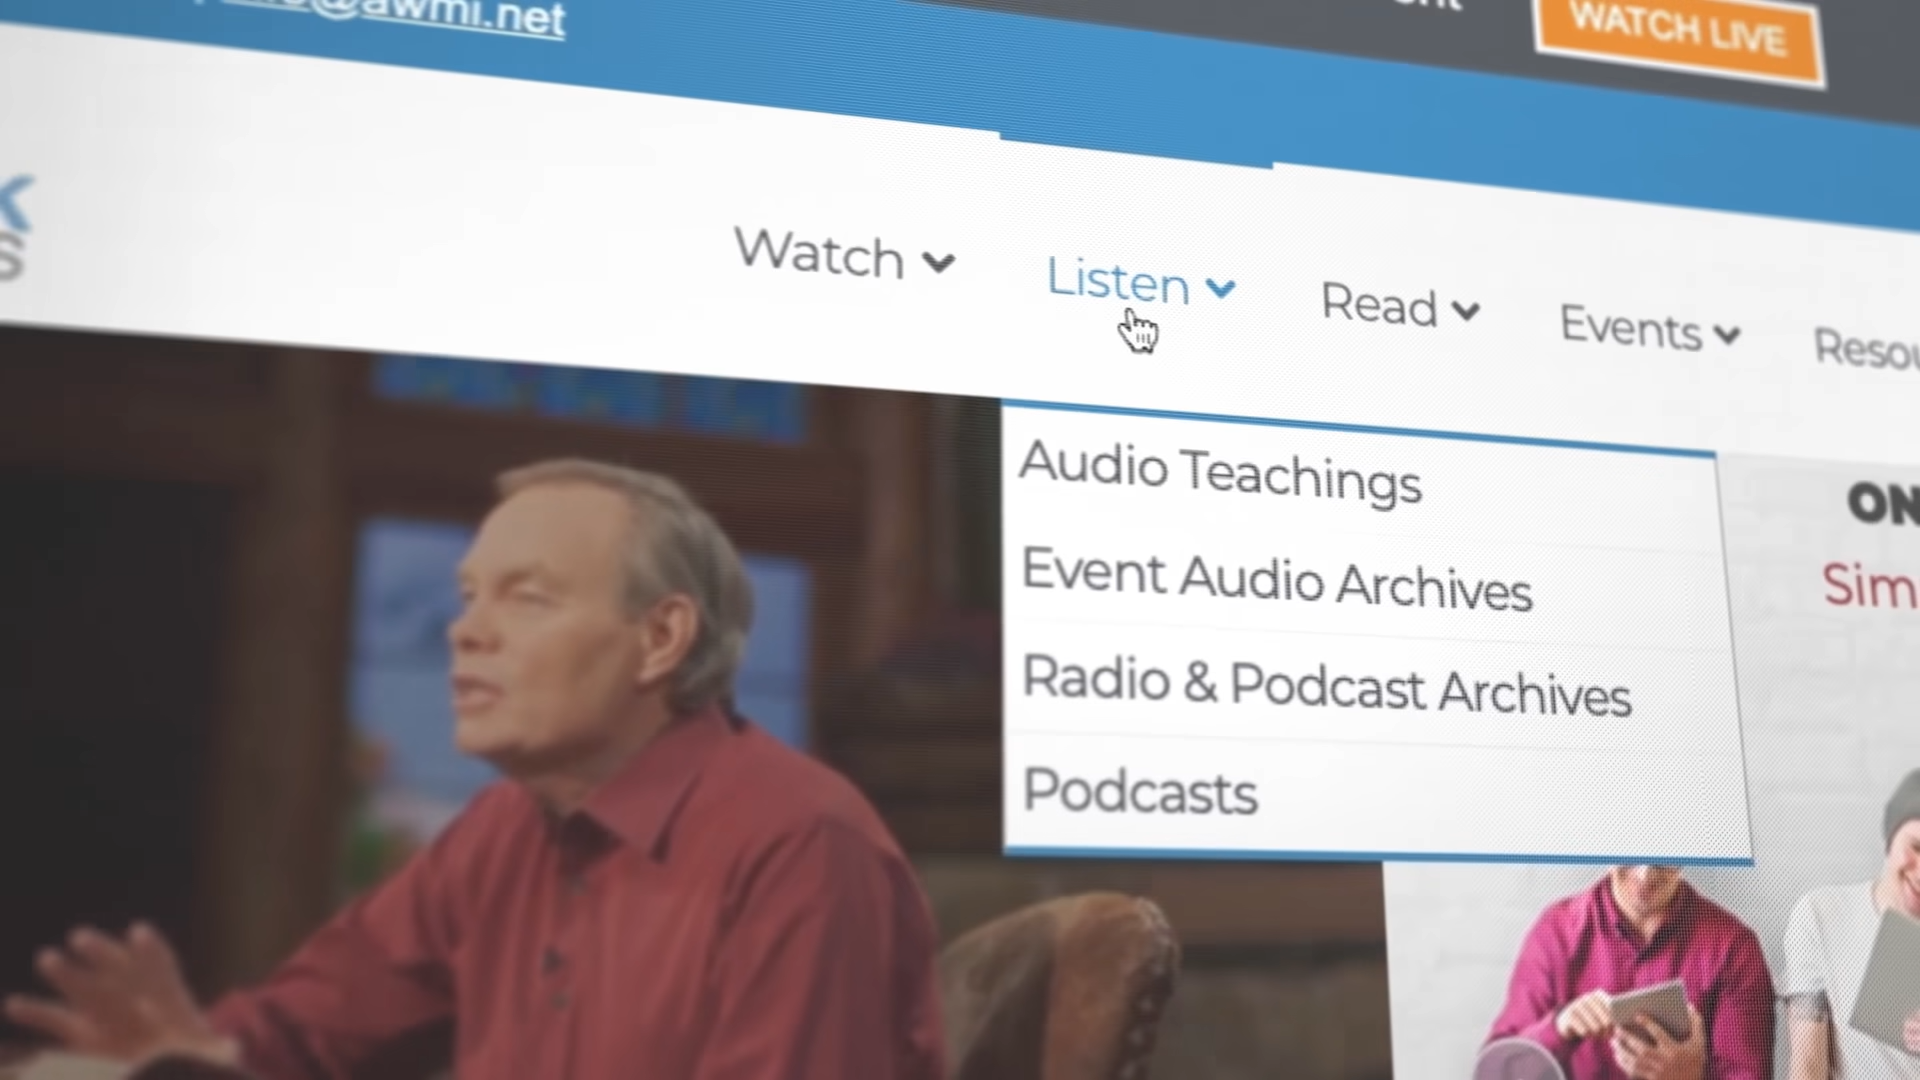 @awmi.net
WATCH LIVE
Watch
Listen
Read
Events
Audio Teachings
Event Audio Archives
Radio & Podcast Archives
Podcasts